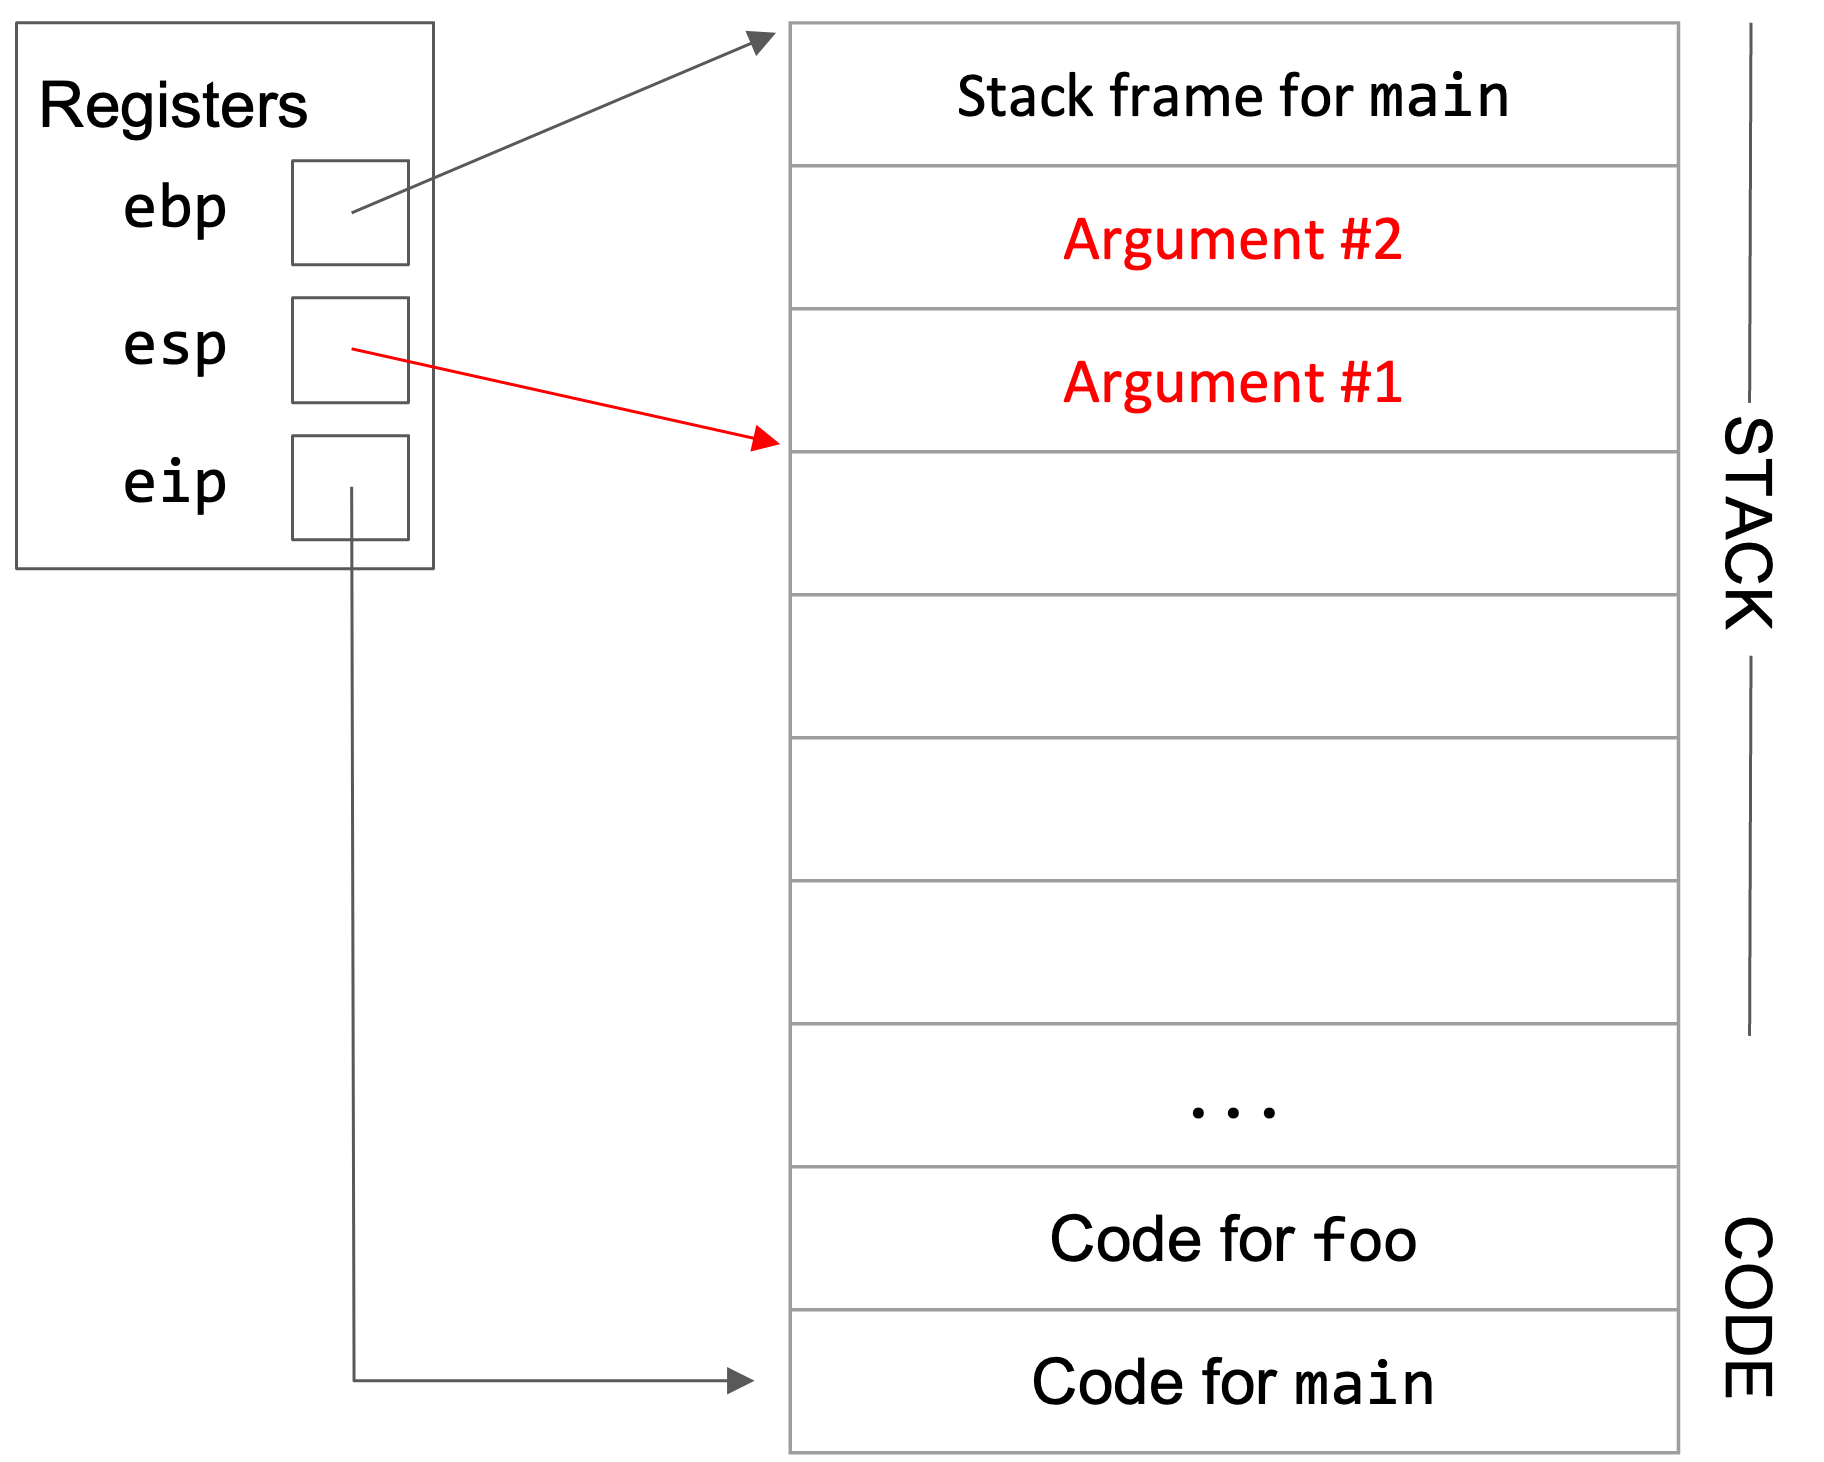 Registers
ebp
esp
eip
Stack frame for main
Argument #2
Argument #1
...
Code for foo
Code for main
STACK
CODE